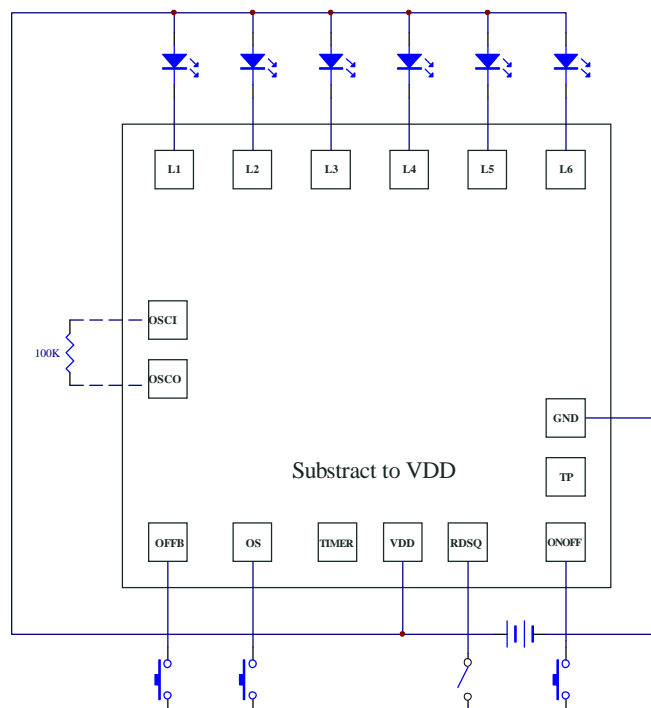 L1 L2 L3 L4 L5 L6
OSCI
100K
OSCO
GND
Substract to VDD
TP
OFFB OS TIMER VDD RDSQ ONOFF